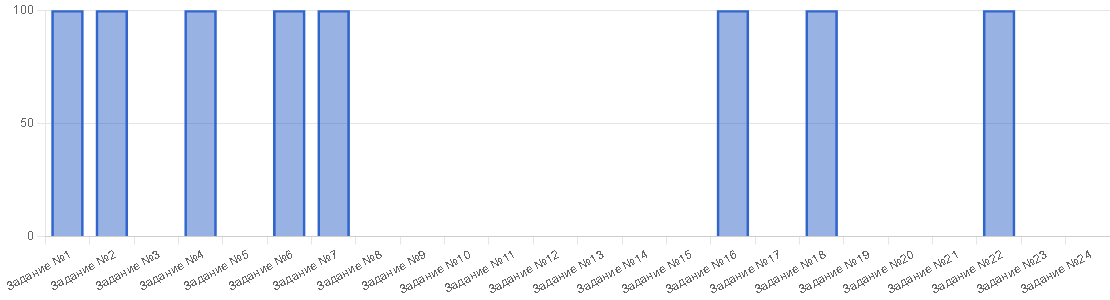 100
50
0
Задание №1
Задание №2
Задание №3
Задание №4
Задание №5
Задание №6
Задание №7
Задание №8
Задание №9
Задание №10
Задание №11
Задание №12
Задание №13
Задание №14
Задание №15
Задание №16
Задание №17
Задание №18
Задание №19
Задание №20
Задание №21
Задание №22
Задание №23
Задание №24